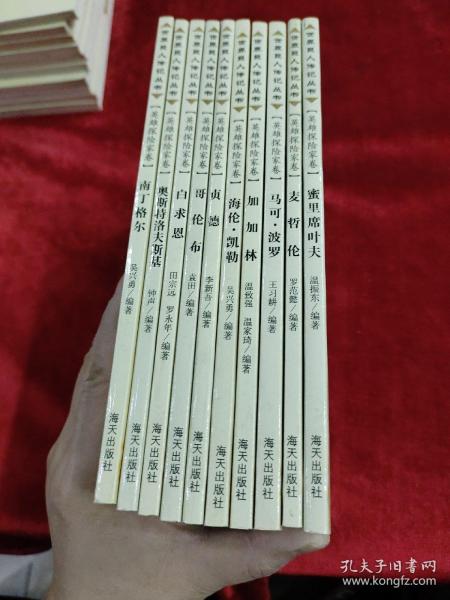 世界名人传记丛书
【英雄探险家卷】
南丁格尔
吴兴勇/编著
海天出版社
世界名人传记丛书
【英雄探险家卷】
奥斯特洛夫斯基
钟声/编著
海天出版社
世界名人传记丛书
【英雄探险家卷】
白求恩
田宗远 罗永年/编著
海天出版社
世界名人传记丛书
【英雄探险家卷】
哥伦布
袁田/编著
海天出版社
世界名人传记丛书
【英雄探险家卷】
贞德
李新吾/编著
海天出版社
世界名人传记丛书
【英雄探险家卷】
海伦·凯勒
吴兴勇/编著
海天出版社
世界名人传记丛书
【英雄探险家卷】
加加林
温致强 温家琦/编著
海天出版社
世界名人传记丛书
【英雄探险家卷】
马可·波罗
王习耕/编著
海天出版社
世界名人传记丛书
【英雄探险家卷】
麦哲伦
罗范懿/编著
海天出版社
世界名人传记丛书
【英雄探险家卷】
蜜里席叶夫
温振东/编著
海天出版社
孔夫子旧书网
www.kongfz.com